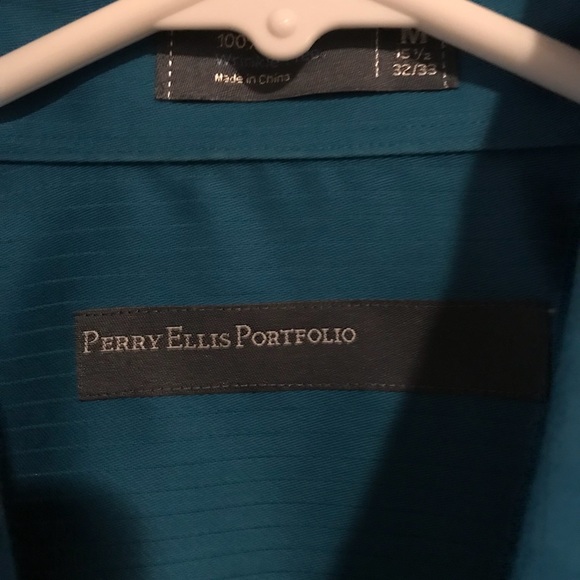 100%
M
15 1/2
Made in China
32/33
PERRY ELLIS PORTFOLIO